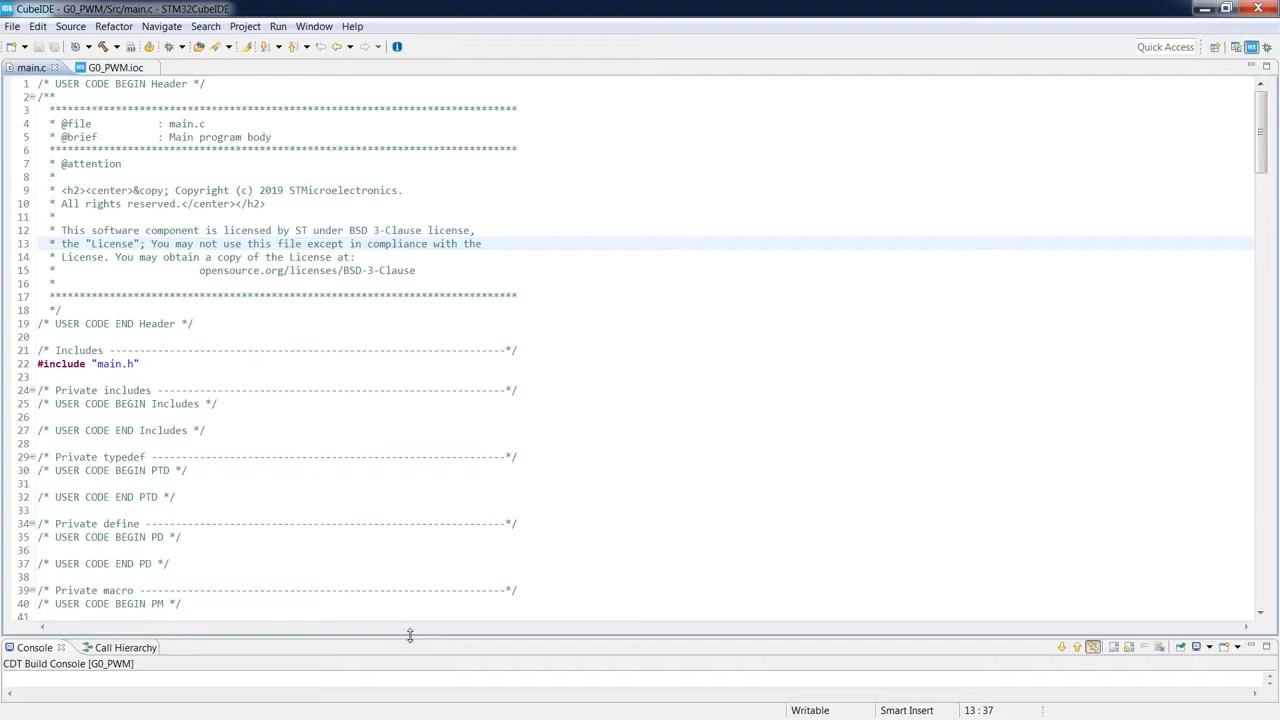 CubeIDE - G0_PWM/Src/main.c - STM32CubeIDE
File Edit Source Refactor Navigate Search Project Run Window Help
Quick Access
main.c G0_PWM.ioc
1 /* USER CODE BEGIN Header */
2 /**
3 ******************************************************************************
4 * @file : main.c
5 * @brief : Main program body
6 ******************************************************************************
7 * @attention
8 *
9 * <h2><center>&copy; Copyright (c) 2019 STMicroelectronics.
10 * All rights reserved.</center></h2>
11 *
12 * This software component is licensed by ST under BSD 3-Clause license,
13 * the "License"; You may not use this file except in compliance with the
14 * License. You may obtain a copy of the License at:
15 * opensource.org/licenses/BSD-3-Clause
16 *
17 ******************************************************************************
18 */
19 /* USER CODE END Header */
20
21 /* Includes ------------------------------------------------------------------*/
22 #include "main.h"
23
24 /* Private includes ----------------------------------------------------------*/
25 /* USER CODE BEGIN Includes */
26
27 /* USER CODE END Includes */
28
29 /* Private typedef -----------------------------------------------------------*/
30 /* USER CODE BEGIN PTD */
31
32 /* USER CODE END PTD */
33
34 /* Private define ------------------------------------------------------------*/
35 /* USER CODE BEGIN PD */
36
37 /* USER CODE END PD */
38
39 /* Private macro -------------------------------------------------------------*/
40 /* USER CODE BEGIN PM */
41
Console Call Hierarchy
CDT Build Console [G0_PWM]
Writable Smart Insert 13 : 37